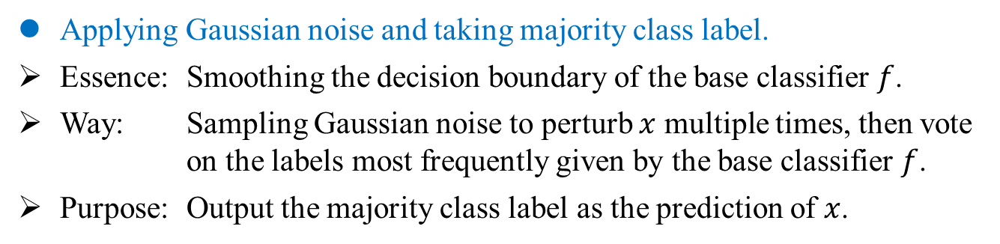 ● Applying Gaussian noise and taking majority class label.
➢ Essence: Smoothing the decision boundary of the base classifier f.
➢ Way: Sampling Gaussian noise to perturb x multiple times, then vote
on the labels most frequently given by the base classifier f.
➢ Purpose: Output the majority class label as the prediction of x.